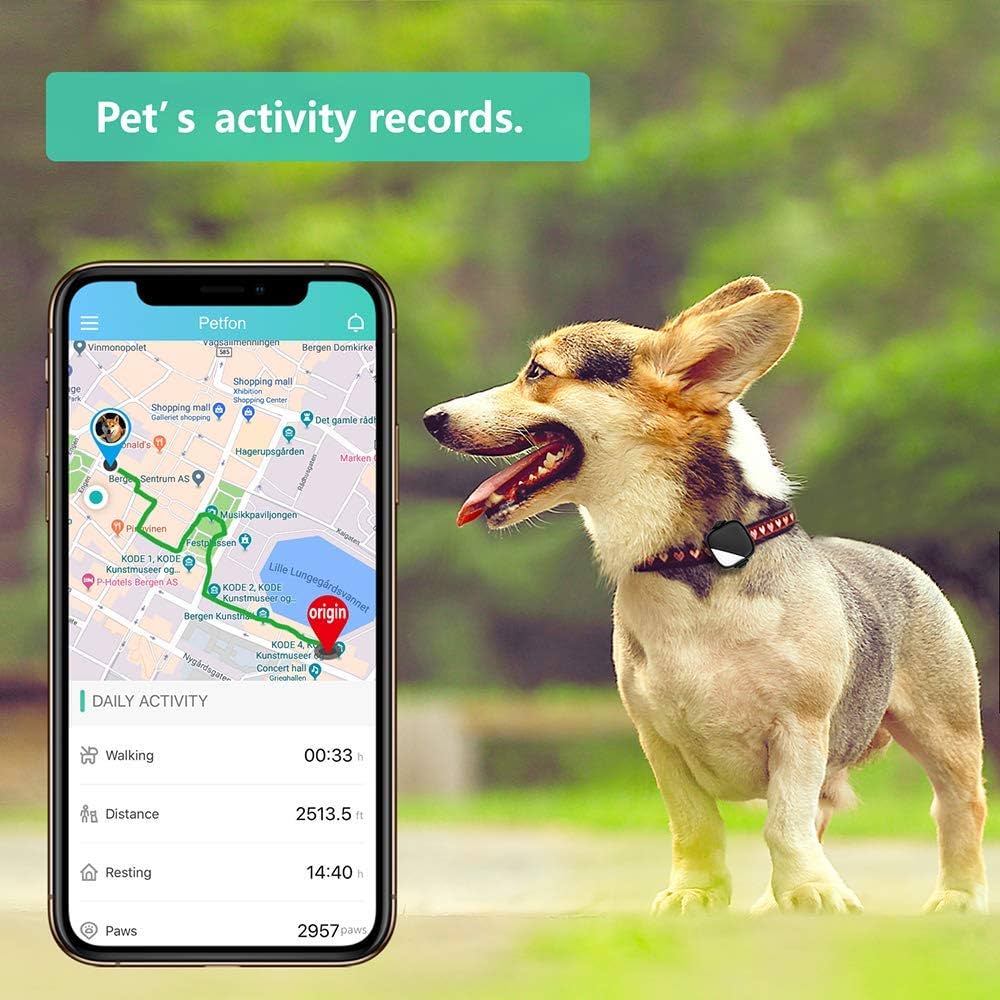 Pet's activity records.
Petfon
Vinmonopolet
Vågsallmenningen
585
Bergen Domkirke
Shopping mall
Xhibition
Shopping Center
Shopping mall
Galleriet shopping
Det gamle rådh
Hagerupsgården
Marken G
Rådhusgaten
onald's
Bergen Sentrum AS
Engen
Musikkpaviljongen
Festplassen
Kaigaten
Pingvinen
KODE 1, KODE
Kunstmuseer og...
Lille Lungegårdsvannet
P-Hotels Bergen AS
KODE 2, KODE
Kunstmuseer og...
origin
Bergen Kunsthall
KODE 4, K
Kunstmuseer og
Nygårdsgaten
Concert hall
Grieghallen
DAILY ACTIVITY
Walking 00:33 h
Distance 2513.5 ft
Resting 14:40 h
Paws 2957 paws